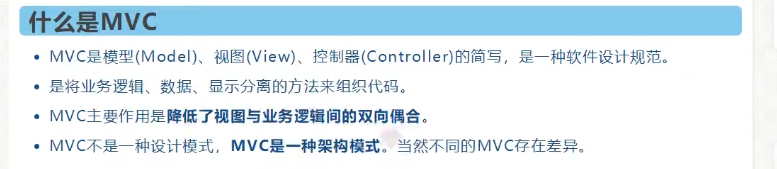 什么是MVC
• MVC是模型(Model)、视图(View)、控制器(Controller)的简写，是一种软件设计规范。
• 是将业务逻辑、数据、显示分离的方法来组织代码。
• MVC主要作用是降低了视图与业务逻辑间的双向偶合。
• MVC不是一种设计模式，MVC是一种架构模式。当然不同的MVC存在差异。